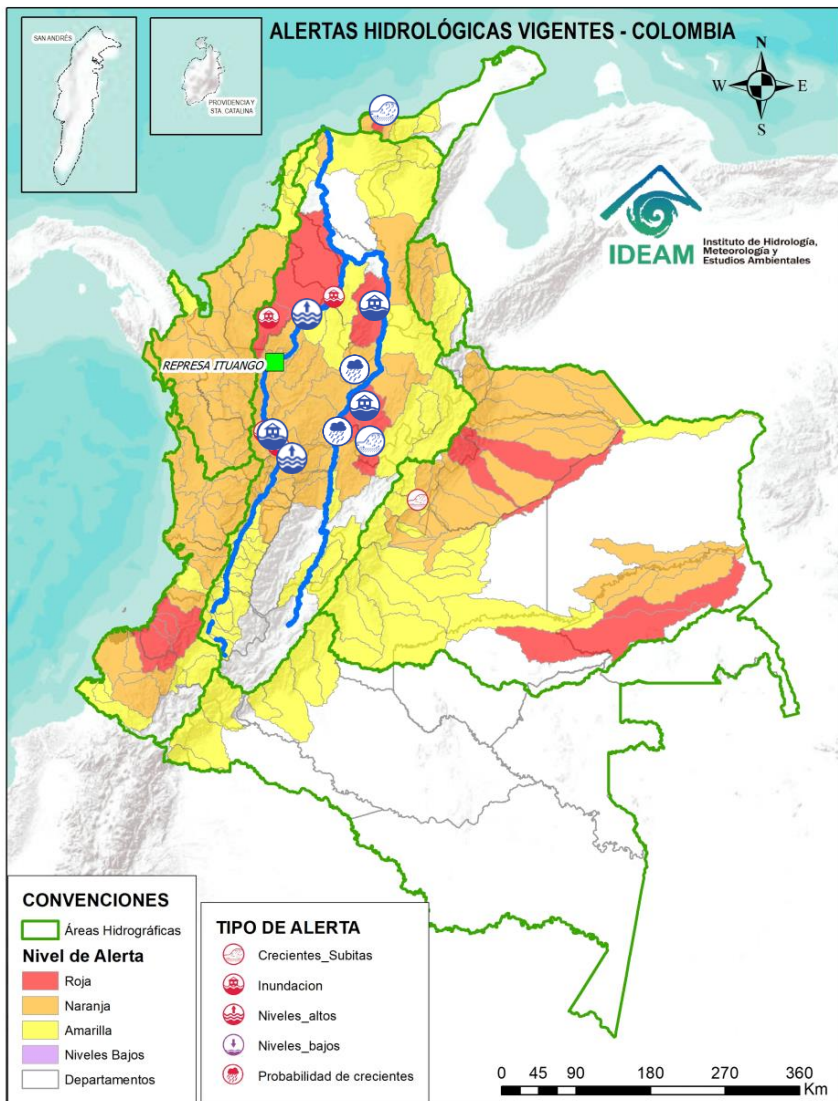 ALERTAS HIDROLÓGICAS VIGENTES - COLOMBIA
SAN ANDRÉS
PROVIDENCIA Y
STA. CATALINA
N
W
E
S
IDEAM
Instituto de Hidrología,
Meteorología y
Estudios Ambientales
REPRESA ITUANGO
CONVENCIONES
Áreas Hidrográficas
Nivel de Alerta
Roja
Naranja
Amarilla
Niveles Bajos
Departamentos
TIPO DE ALERTA
Crecientes_Subitas
Inundacion
Niveles_altos
Niveles_bajos
Probabilidad de crecientes
0 45 90 180 270 360
Km